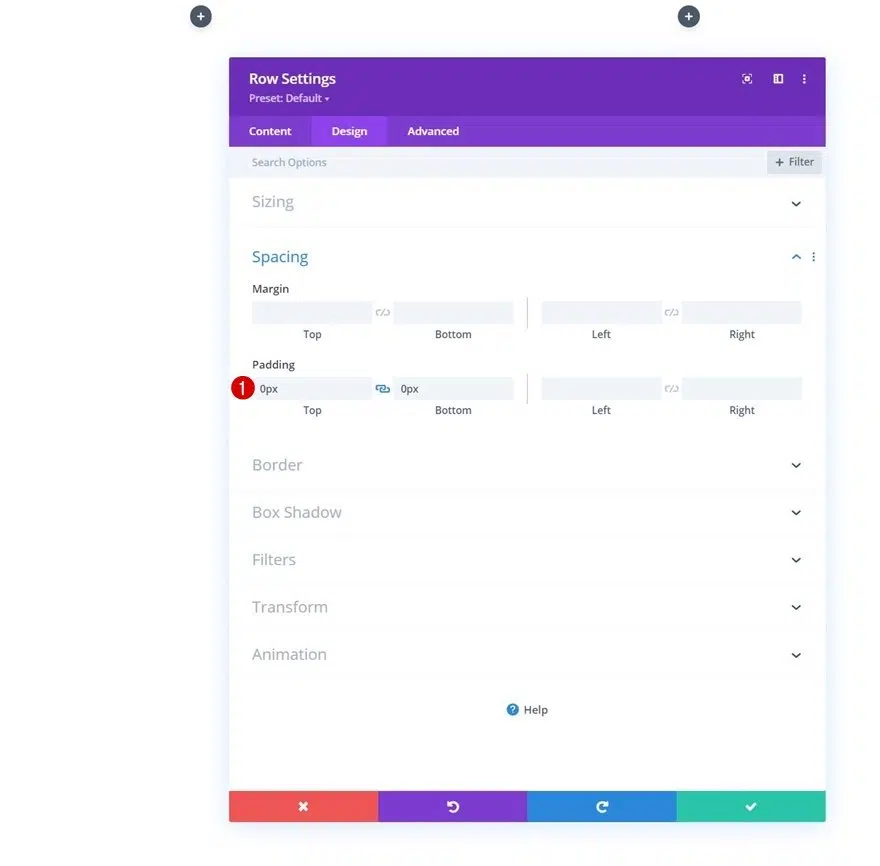 Row Settings
Preset: Default
Content Design Advanced
Search Options + Filter
Sizing
Spacing
Margin
Top Bottom Left Right
Padding
1 0px 0px
Top Bottom Left Right
Border
Box Shadow
Filters
Transform
Animation
? Help